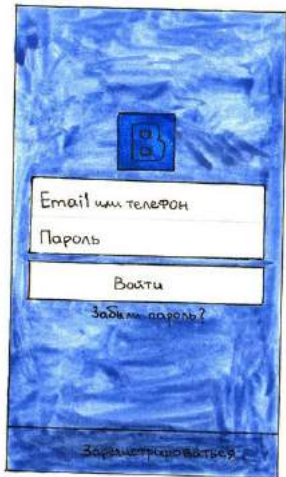 В
Email или телефон
Пароль
Войти
Забыли пароль?
Зарегистрироваться